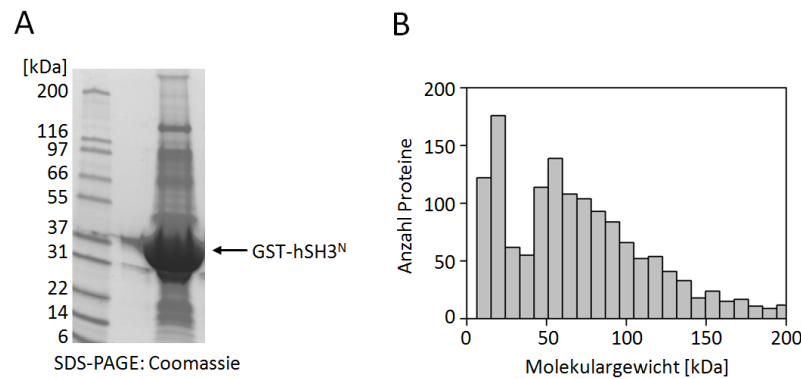 A
[kDa]
200
116
97
66
55
37
31
22
14
6
GST-hSH3ᴺ
SDS-PAGE: Coomassie
B
Anzahl Proteine
200
150
100
50
0
0
50
100
150
200
Molekulargewicht [kDa]